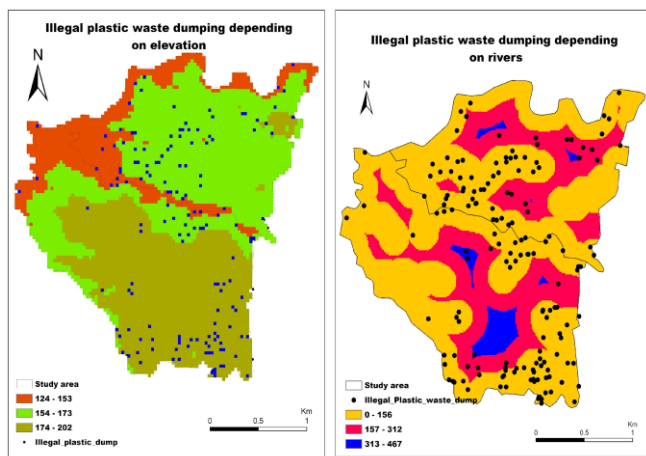 Illegal plastic waste dumping depending
on elevation
N
Study area
124 - 153
154 - 173
174 - 202
Illegal_plastic_dump
Km
0
0.5
1
Illegal plastic waste dumping depending
on rivers
N
Study area
Illegal_Plastic_waste_dump
0 - 156
157 - 312
313 - 467
Km
0
0.5
1